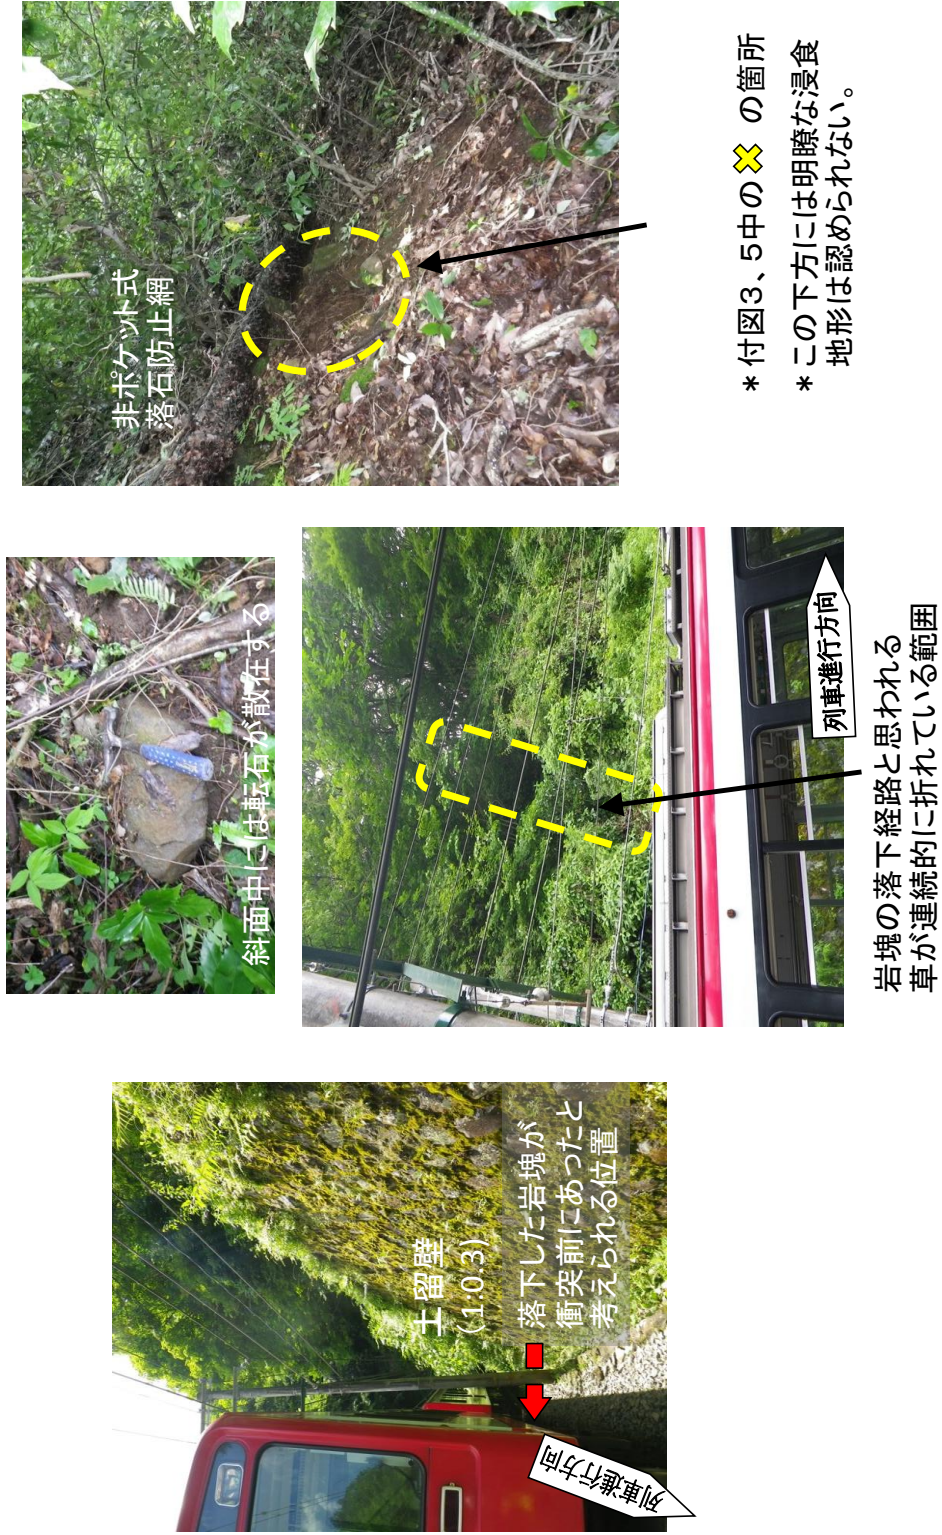 土留壁
(1:0.3)
落下した岩塊が
衝突前にあったと
考えられる位置
列車進行方向
斜面中には転石が散在する
列車進行方向
岩塊の落下経路と思われる
草が連続的に折れている範囲
非ポケット式
落石防止網
*付図3、5中の の箇所
*この下方には明瞭な浸食
地形は認められない。